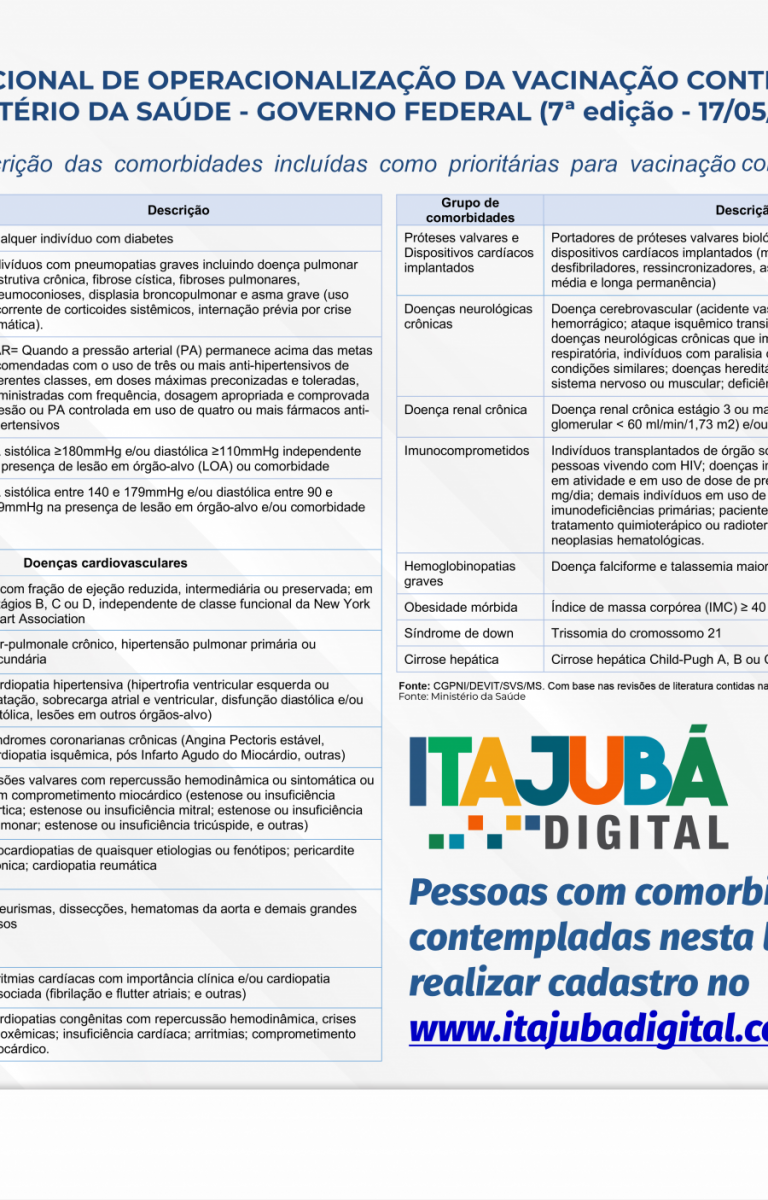 CIONAL DE OPERACIONALIZAÇÃO DA VACINAÇÃO CONT
TÉRIO DA SAÚDE - GOVERNO FEDERAL (7ª edição - 17/05/
crição das comorbidades incluídas como prioritárias para vacinação co
Descrição
alquer indivíduo com diabetes
divíduos com pneumopatias graves incluindo doença pulmonar
strutiva crônica, fibrose cística, fibroses pulmonares,
eumoconioses, displasia broncopulmonar e asma grave (uso
corrente de corticoides sistêmicos, internação prévia por crise
mática).
AR= Quando a pressão arterial (PA) permanece acima das metas
comendadas com o uso de três ou mais anti-hipertensivos de
erentes classes, em doses máximas preconizadas e toleradas,
ministradas com frequência, dosagem apropriada e comprovada
esão ou PA controlada em uso de quatro ou mais fármacos anti-
ertensivos
sistólica ≥180mmHg e/ou diastólica ≥110mmHg independente
presença de lesão em órgão-alvo (LOA) ou comorbidade
sistólica entre 140 e 179mmHg e/ou diastólica entre 90 e
9mmHg na presença de lesão em órgão-alvo e/ou comorbidade
Doenças cardiovasculares
com fração de ejeção reduzida, intermediária ou preservada; em
tágios B, C ou D, independente de classe funcional da New York
art Association
r-pulmonale crônico, hipertensão pulmonar primária ou
cundária
rdiopatia hipertensiva (hipertrofia ventricular esquerda ou
atação, sobrecarga atrial e ventricular, disfunção diastólica e/ou
tólica, lesões em outros órgãos-alvo)
ndromes coronarianas crônicas (Angina Pectoris estável,
rdiopatia isquêmica, pós Infarto Agudo do Miocárdio, outras)
sões valvares com repercussão hemodinâmica ou sintomática ou
m comprometimento miocárdico (estenose ou insuficiência
rtica; estenose ou insuficiência mitral; estenose ou insuficiência
monar; estenose ou insuficiência tricúspide, e outras)
ocardiopatias de quaisquer etiologias ou fenótipos; pericardite
ônica; cardiopatia reumática
eurismas, dissecções, hematomas da aorta e demais grandes
sos
ritmias cardíacas com importância clínica e/ou cardiopatia
sociada (fibrilação e flutter atriais; e outras)
rdiopatias congênitas com repercussão hemodinâmica, crises
oxêmicas; insuficiência cardíaca; arritmias; comprometimento
ocárdico.
Grupo de
comorbidades
Descriçã
Próteses valvares e
Dispositivos cardíacos
implantados
Portadores de próteses valvares bioló
dispositivos cardíacos implantados (m
desfibriladores, ressincronizadores, as
média e longa permanência)
Doenças neurológicas
crônicas
Doença cerebrovascular (acidente vas
hemorrágico; ataque isquêmico transi
doenças neurológicas crônicas que im
respiratória, indivíduos com paralisia c
condições similares; doenças hereditá
sistema nervoso ou muscular; deficiên
Doença renal crônica
Doença renal crônica estágio 3 ou ma
glomerular < 60 ml/min/1,73 m2) e/ou
Imunocomprometidos
Indivíduos transplantados de órgão so
pessoas vivendo com HIV; doenças in
em atividade e em uso de dose de pre
mg/dia; demais indivíduos em uso de
imunodeficiências primárias; paciente
tratamento quimioterápico ou radioter
neoplasias hematológicas.
Hemoglobinopatias
graves
Doença falciforme e talassemia maior
Obesidade mórbida
Índice de massa corpórea (IMC) ≥ 40
Síndrome de down
Trissomia do cromossomo 21
Cirrose hepática
Cirrose hepática Child-Pugh A, B ou C
Fonte: CGPNI/DEVIT/SVS/MS. Com base nas revisões de literatura contidas na
Fonte: Ministério da Saúde
ITAJUBÁ
DIGITAL
Pessoas com comorbi
contempladas nesta l
realizar cadastro no
www.itajubadigital.co